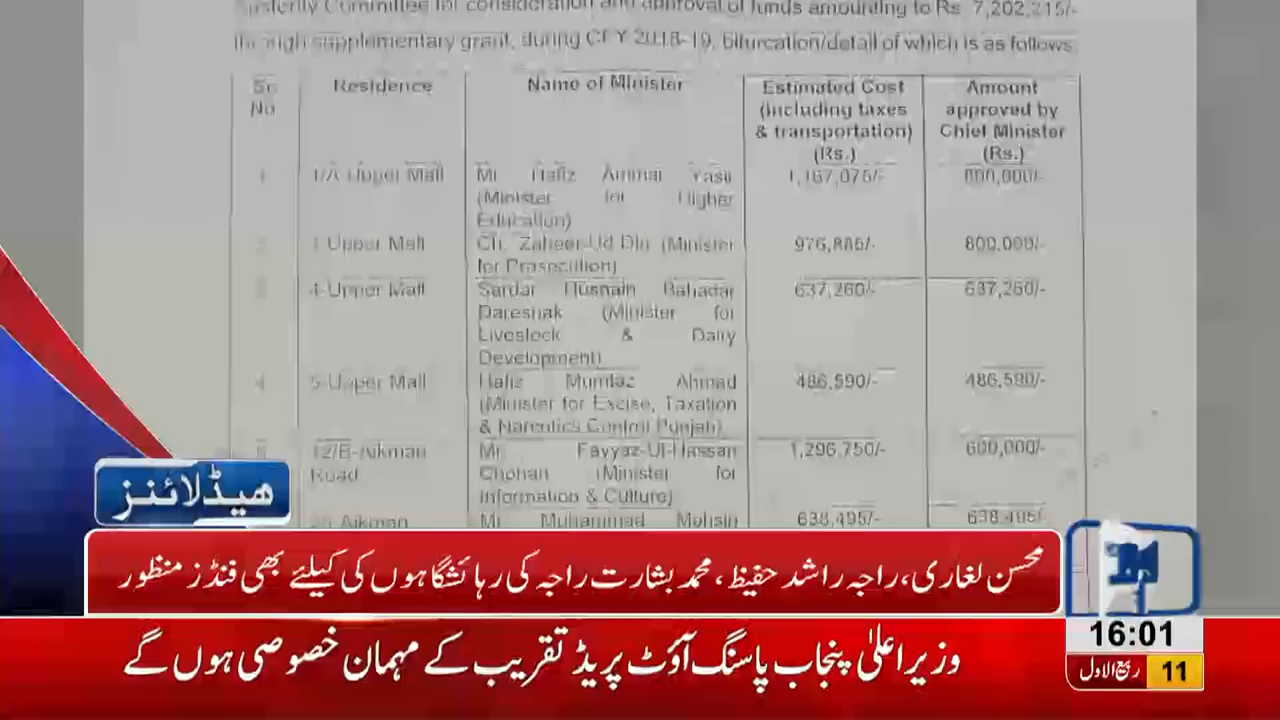 Austerity Committee for consideration and approval of funds amounting to Rs 7,202,215/-
through supplementary grant, during CFY 2018-19, bifurcation/detail of which is as follows
Sr. No Residence Name of Minister Estimated Cost (including taxes & transportation) (Rs.) Amount approved by Chief Minister (Rs.)
1 1/A Upper Mall Mr. Hafiz Ammar Yasir (Minister for Higher Education) 1,167,075/- 800,000/-
2 1 Upper Mall Ch. Zaheer-Ud Din (Minister for Prosecution) 976,885/- 800,000/-
3 4-Upper Mall Sardar Husnain Bahadar Dareshak (Minister for Livestock & Dairy Development) 637,260/- 637,260/-
4 5-Upper Mall Hafiz Mumtaz Ahmad (Minister for Excise, Taxation & Narcotics Control Punjab) 486,590/- 486,590/-
12/B-Aikman Road Mr. Fayyaz-Ul-Hassan Chohan (Minister for Information & Culture) 1,296,750/- 600,000/-
Aikman Mr. Muhammad Mohsin 638,495/- 638,495/-
ہیڈلائنز
محسن لغاری، راجہ راشد حفیظ، محمد بشارت راجہ کی رہائشگاہوں کی کیلئے بھی فنڈز منظور
وزیراعلیٰ پنجاب پاسنگ آؤٹ پریڈ تقریب کے مہمان خصوصی ہوں گے
16:01
11 ربیع الاول